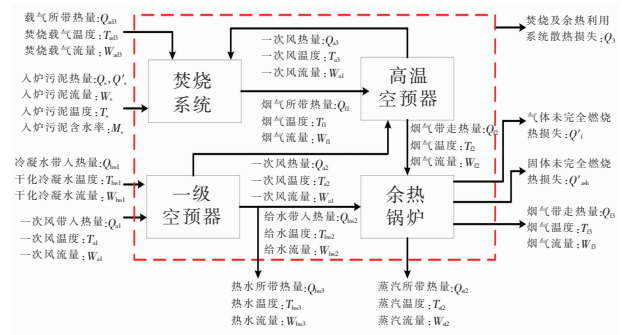 载气所带热量:Qad3
焚烧载气温度:Tad3
焚烧载气流量:Wad3
入炉污泥热量:Qs, Q's
入炉污泥流量:Ws
入炉污泥温度:Ts
入炉污泥含水率:Ms
冷凝水带入热量:Qhw1
干化冷凝水温度:Thw1
干化冷凝水流量:Whw1
一次风带入热量:Qa1
一次风温度:Ta1
一次风流量:Wa1
焚烧
系统
一次风热量:Qa3
一次风温度:Ta3
一次风流量:Wa1
高温
空预器
烟气所带热量:Qf1
烟气温度:Tf1
烟气流量:Wf1
烟气带走热量:Qf2
烟气温度:Tf2
烟气流量:Wf2
一级
空预器
一次风热量:Qa2
一次风温度:Ta2
一次风流量:Wa1
给水带入热量:Qhw2
给水温度:Thw2
给水流量:Whw2
余热
锅炉
焚烧及余热利用
系统散热损失:Q3
气体未完全燃烧
热损失:Q'f
固体未完全燃烧
热损失:Q'ash
烟气带走热量:Qf3
烟气温度:Tf3
烟气流量:Wf3
热水所带热量:Qhw3
热水温度:Thw3
热水流量:Whw3
蒸汽所带热量:Qst2
蒸汽温度:Tst2
蒸汽流量:Wst2